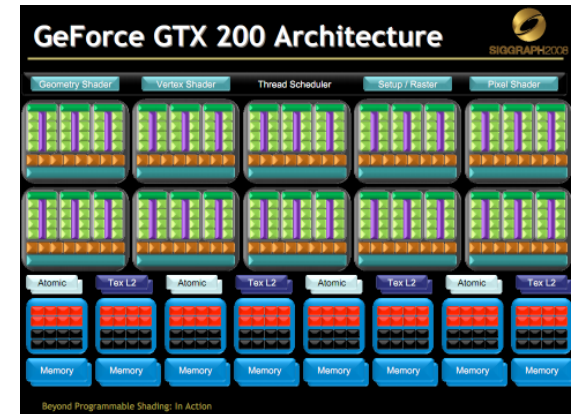 GeForce GTX 200 Architecture
SIGGRAPH2008
Geometry Shader Vertex Shader Thread Scheduler Setup / Raster Pixel Shader
Atomic Tex L2 Atomic Tex L2 Atomic Tex L2 Atomic Tex L2
Memory Memory Memory Memory Memory Memory Memory Memory
Beyond Programmable Shading: In Action